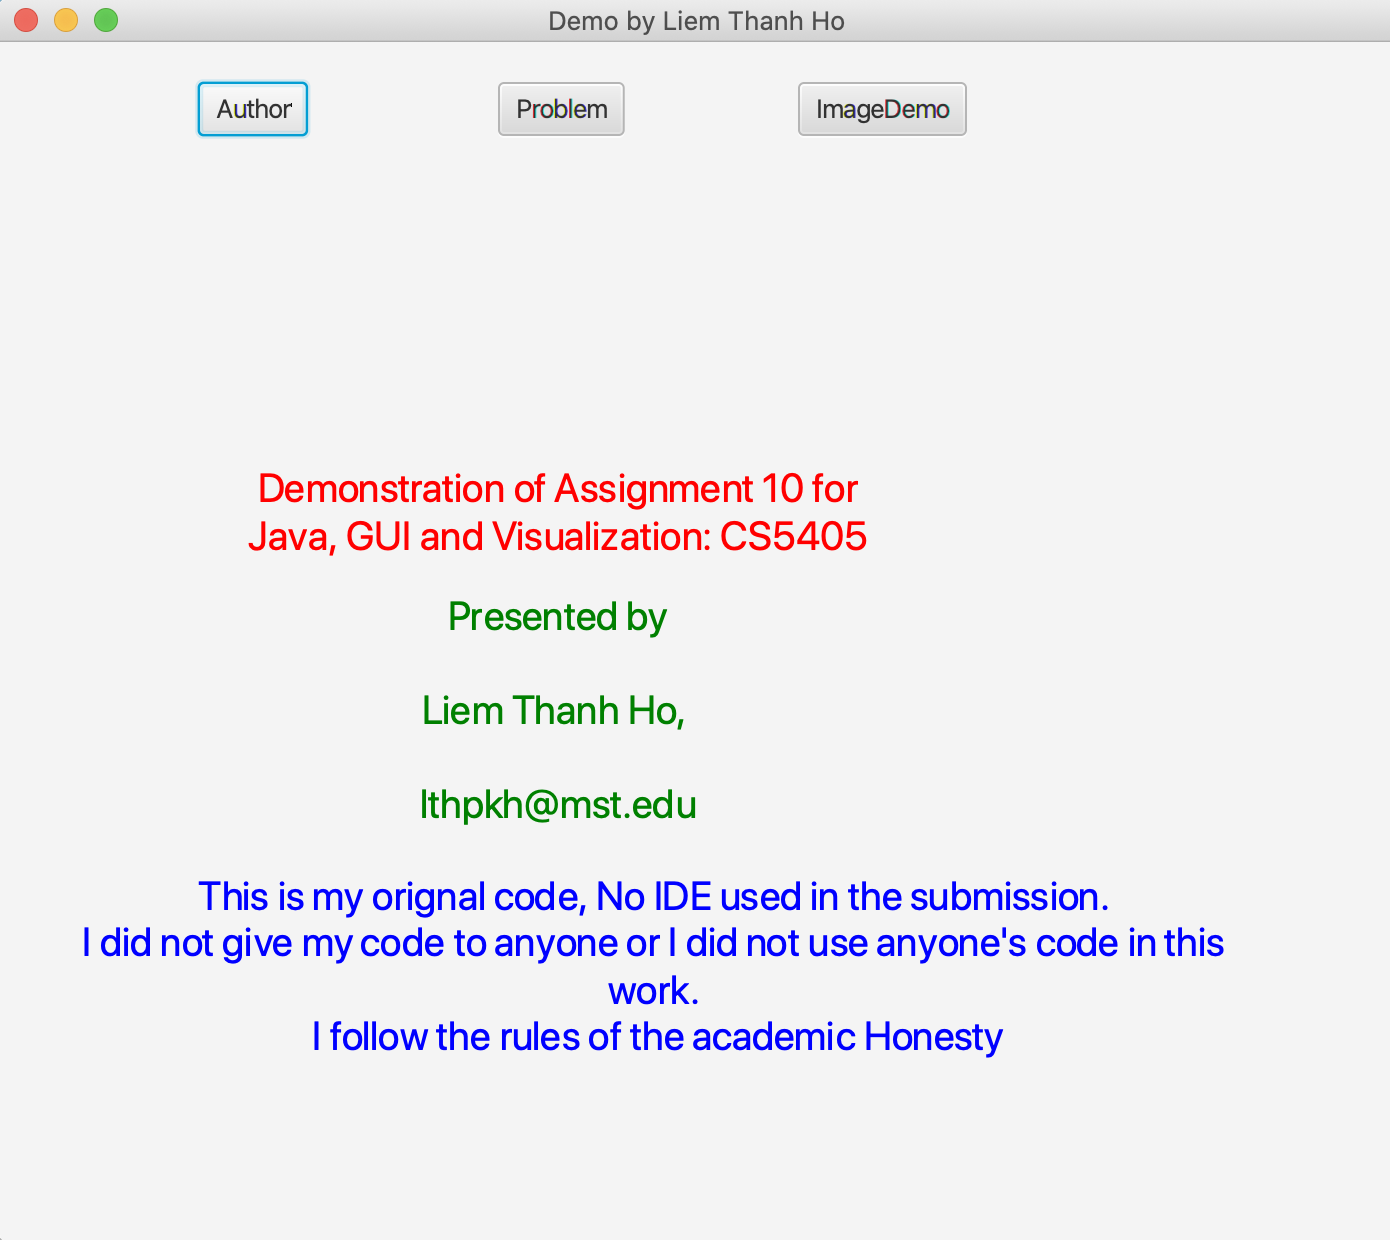 Demo by Liem Thanh Ho
Author
Problem
ImageDemo
Demonstration of Assignment 10 for
Java, GUI and Visualization: CS5405
Presented by
Liem Thanh Ho,
lthpkh@mst.edu
This is my orignal code, No IDE used in the submission.
I did not give my code to anyone or I did not use anyone's code in this
work.
I follow the rules of the academic Honesty